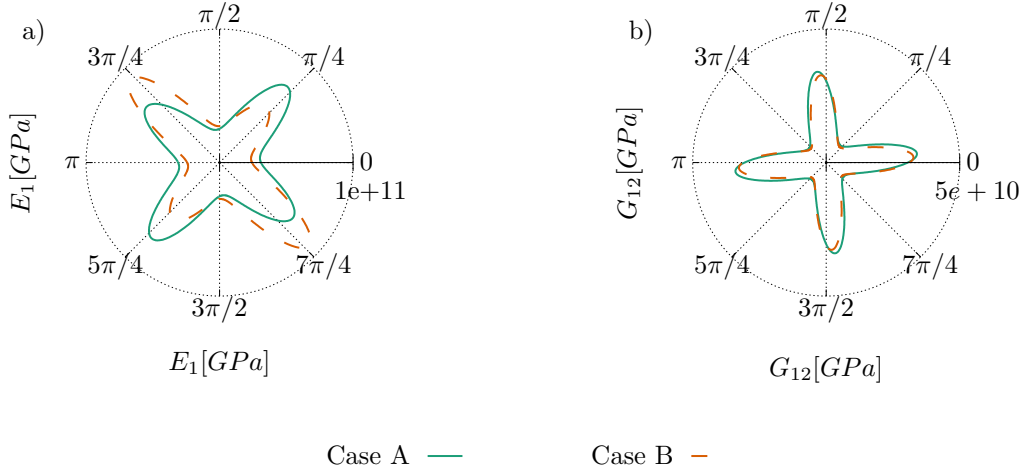 a)
π/2
3π/4
π/4
E₁[GPa]
π
0
1e+11
5π/4
7π/4
3π/2
E₁[GPa]
b)
π/2
3π/4
π/4
G₁₂[GPa]
π
0
5e + 10
5π/4
7π/4
3π/2
G₁₂[GPa]
Case A
Case B